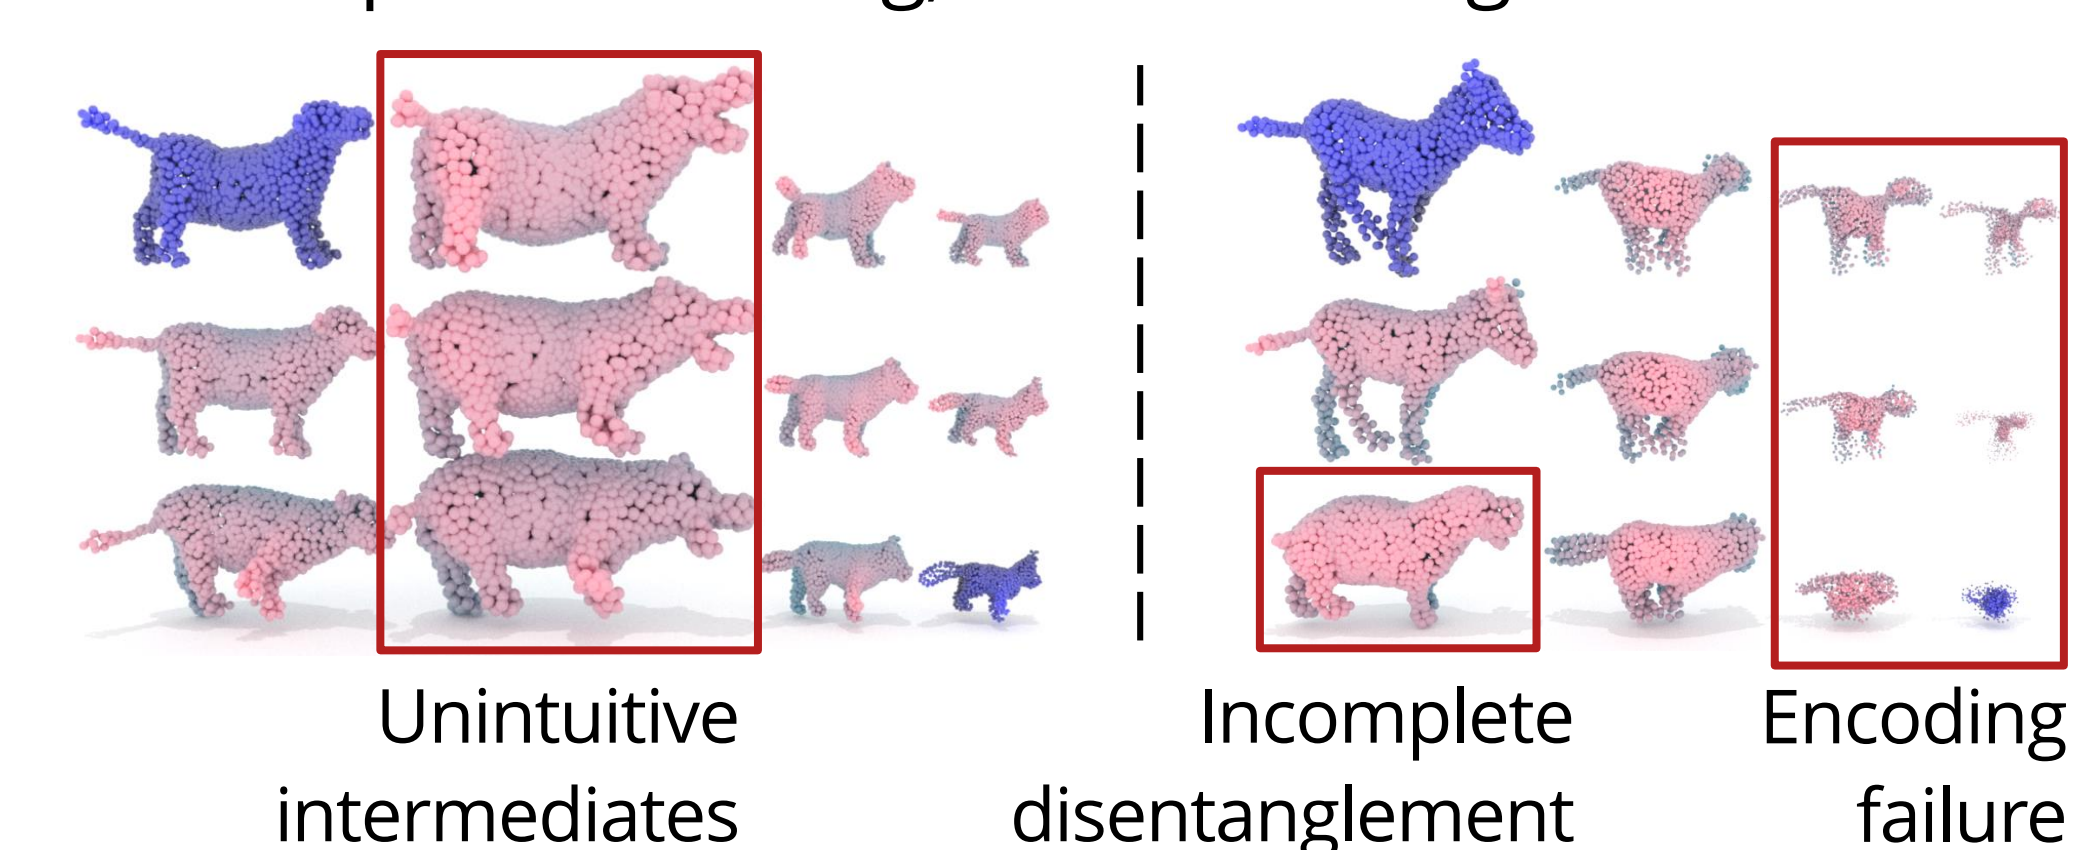 Unintuitive
intermediates
Incomplete
disentanglement
Encoding
failure